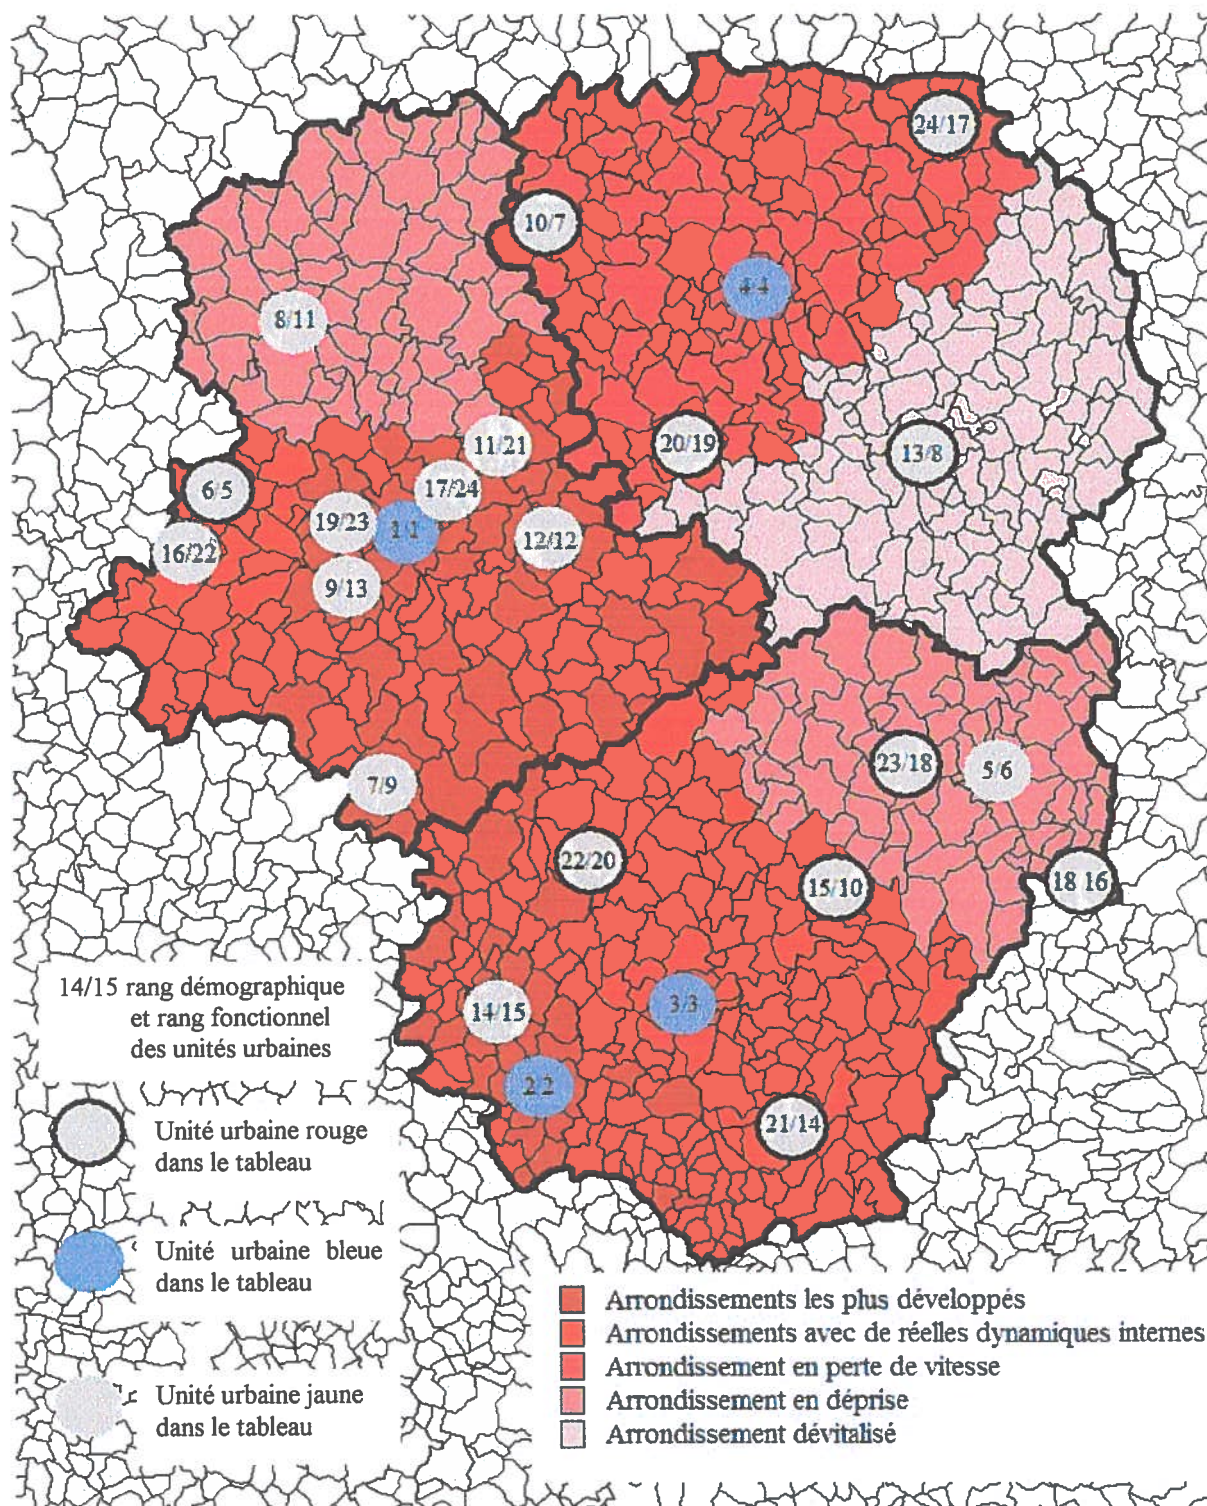 24/17
10/7
4/4
8/11
11/21
20/19
13/8
6/5
17/24
19/23
1/1
12/12
16/22
9/13
7/9
23/18
5/6
22/20
15/10
18 16
14/15
3/3
2/2
21/14
14/15 rang démographique
et rang fonctionnel
des unités urbaines
Unité urbaine rouge
dans le tableau
Unité urbaine bleue
dans le tableau
Unité urbaine jaune
dans le tableau
Arrondissements les plus développés
Arrondissements avec de réelles dynamiques internes
Arrondissement en perte de vitesse
Arrondissement en déprise
Arrondissement dévitalisé